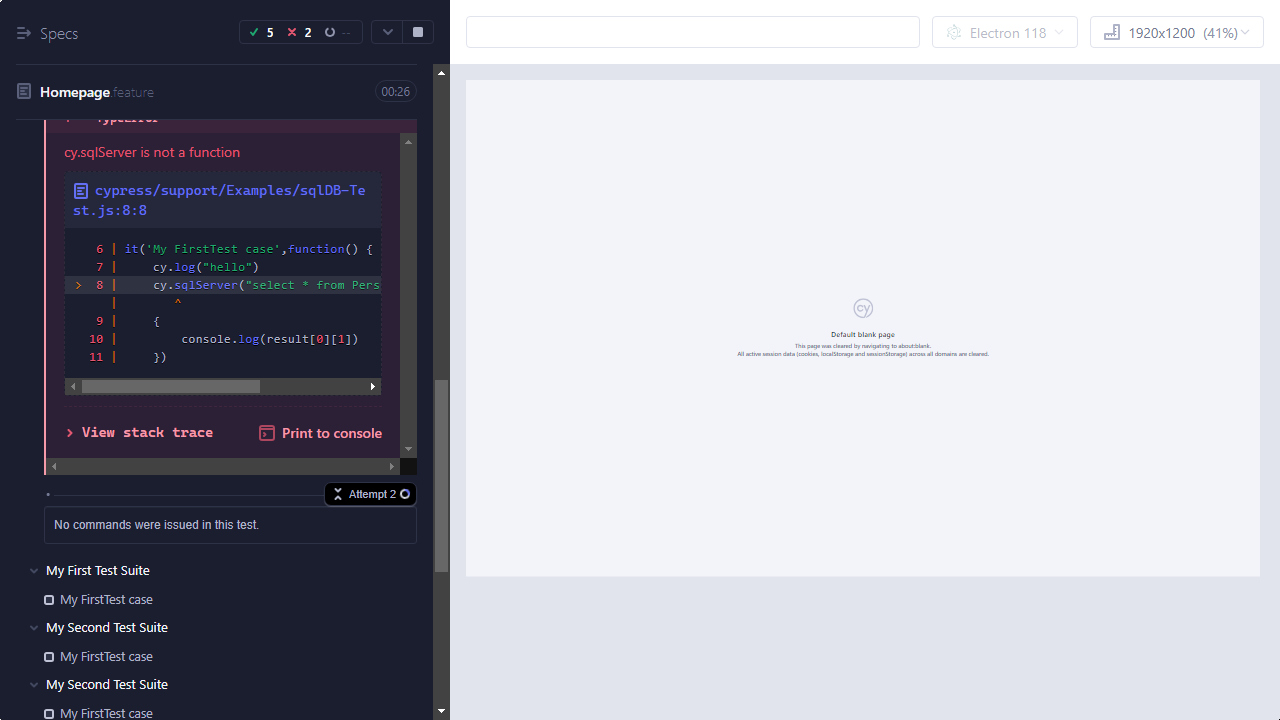 Specs
5 2 --
Electron 118
1920x1200 (41%)
Homepage.feature
00:26
TypeError
cy.sqlServer is not a function
cypress/support/Examples/sqlDB-Te
st.js:8:8
6 | it('My FirstTest case',function() {
7 |     cy.log("hello")
> 8 |     cy.sqlServer("select * from Pers
|        ^
9 |     {
10 |         console.log(result[0][1])
11 |     })
View stack trace
Print to console
Attempt 2
No commands were issued in this test.
My First Test Suite
My FirstTest case
My Second Test Suite
My FirstTest case
My Second Test Suite
My FirstTest case
cy
Default blank page
This page was cleared by navigating to about:blank.
All active session data (cookies, localStorage and sessionStorage) across all domains are cleared.